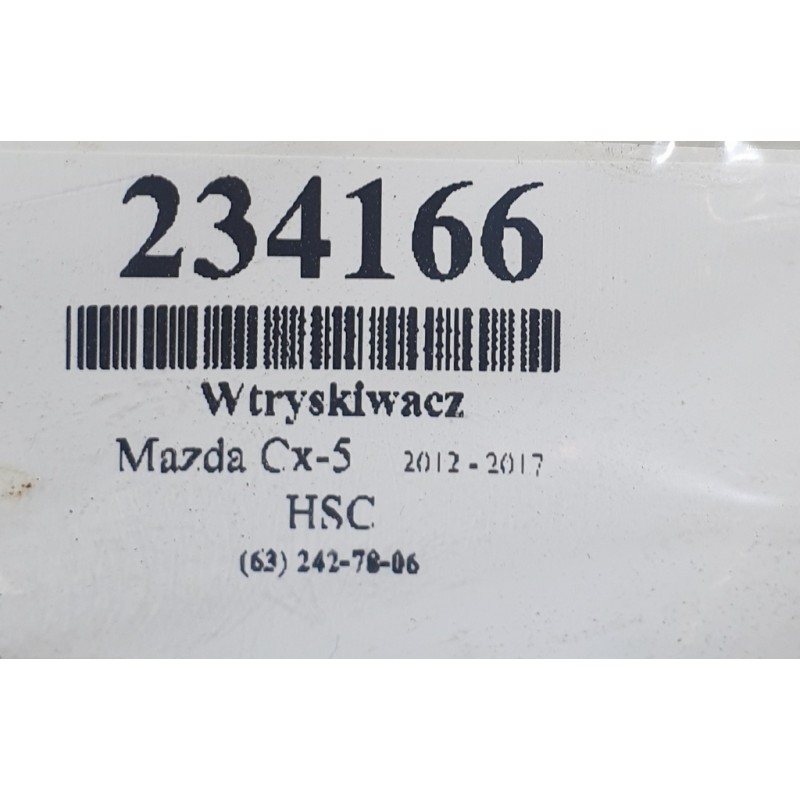 234166
Wtryskiwacz
Mazda Cx-5 2012 - 2017
HSC
(63) 242-78-06